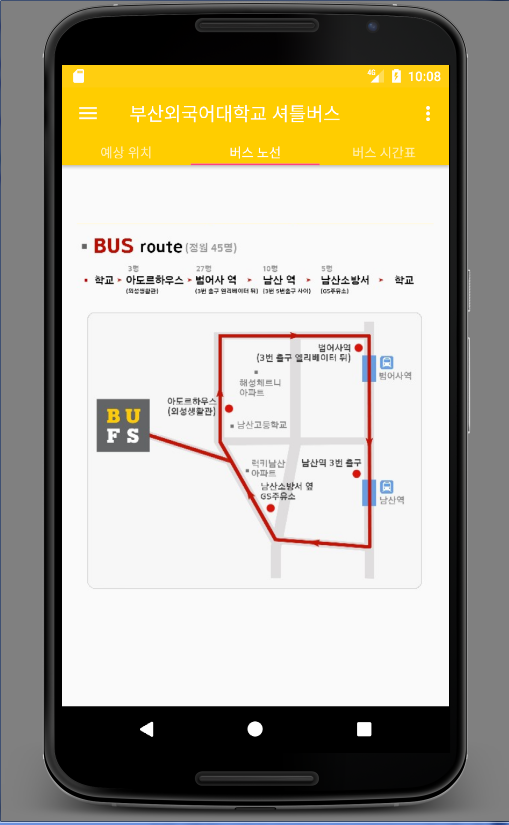 4G 10:08
부산외국어대학교 셔틀버스
예상 위치 버스 노선 버스 시간표
BUS route (정원 45명)
3명 27명 10명 5명
학교 아도르하우스 범어사 역 남산 역 남산소방서 학교
(외성생활관) (3번 출구 엘리베이터 뒤) (3번 5번출구 사이) (GS주유소)
범어사역
(3번 출구 엘리베이터 뒤)
범어사역
해성체르니
아파트
아도르하우스
(외성생활관)
BU
FS
남산고등학교
럭키남산
아파트
남산역 3번 출구
남산소방서 옆
GS주유소
남산역